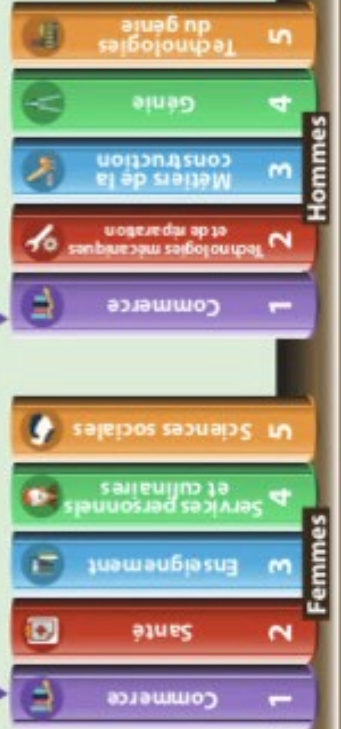 Femmes
1
Commerce
2
Santé
3
Enseignement
4
Services personnels
et culinaires
5
Sciences sociales
Hommes
1
Commerce
2
Technologies mécaniques
et de réparation
3
Métiers de la
construction
4
Génie
5
Technologies
du génie